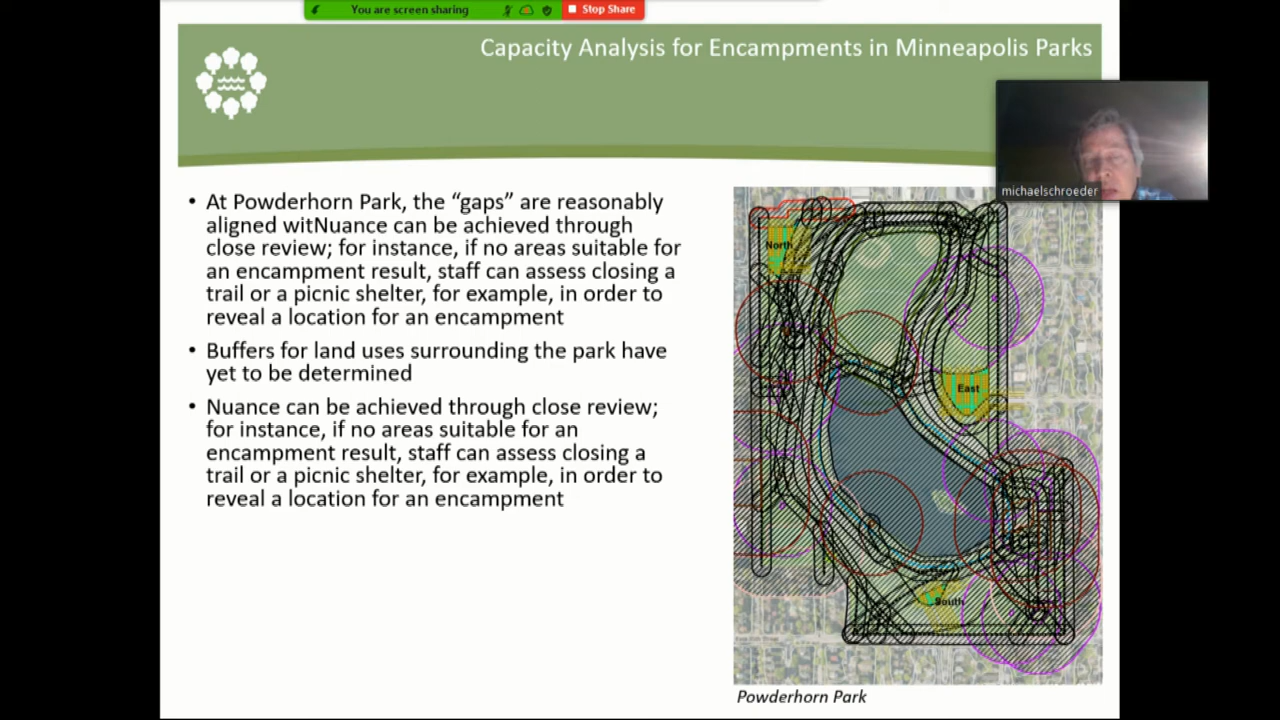 You are screen sharing
Stop Share
Capacity Analysis for Encampments in Minneapolis Parks
michaelschroeder
• At Powderhorn Park, the “gaps” are reasonably
aligned witNuance can be achieved through
close review; for instance, if no areas suitable for
an encampment result, staff can assess closing a
trail or a picnic shelter, for example, in order to
reveal a location for an encampment
• Buffers for land uses surrounding the park have
yet to be determined
• Nuance can be achieved through close review;
for instance, if no areas suitable for an
encampment result, staff can assess closing a
trail or a picnic shelter, for example, in order to
reveal a location for an encampment
North
East
South
Powderhorn Park